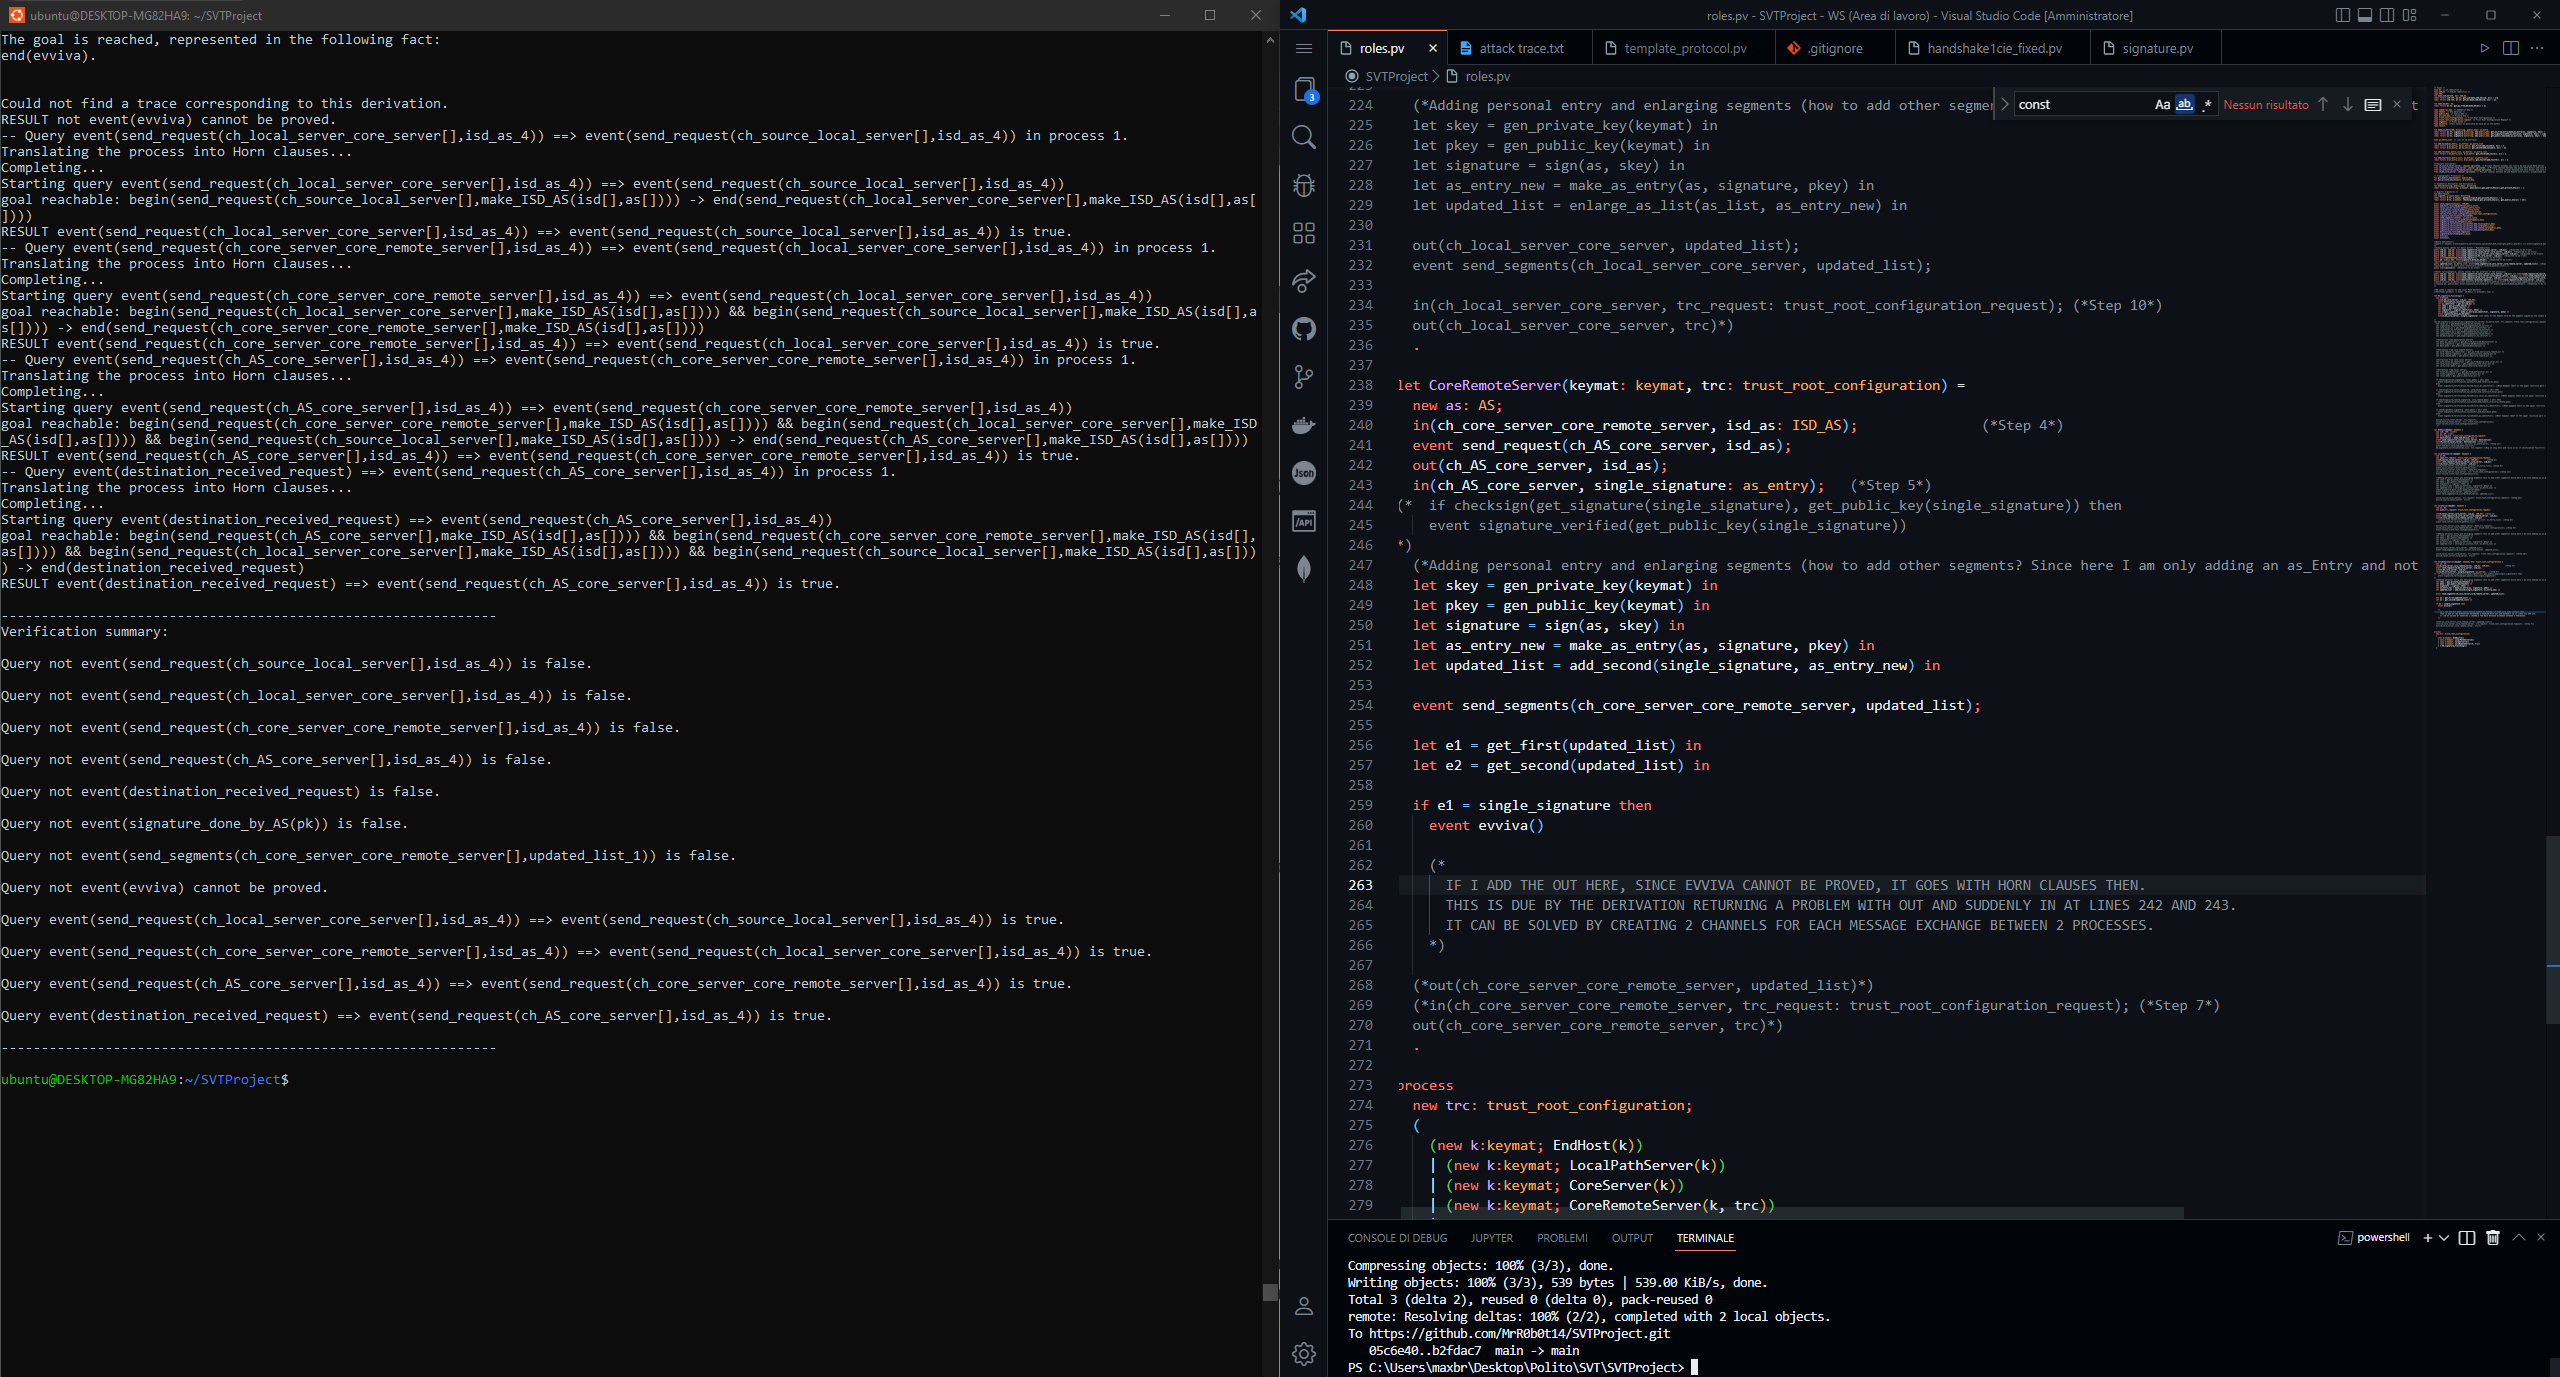 ubuntu@DESKTOP-MG82HA9: ~/SVTProject
The goal is reached, represented in the following fact:
end(evviva).
Could not find a trace corresponding to this derivation.
RESULT not event(evviva) cannot be proved.
-- Query event(send_request(ch_local_server_core_server[],isd_as_4)) ==> event(send_request(ch_source_local_server[],isd_as_4)) in process 1.
Translating the process into Horn clauses...
Completing...
Starting query event(send_request(ch_local_server_core_server[],isd_as_4)) ==> event(send_request(ch_source_local_server[],isd_as_4))
goal reachable: begin(send_request(ch_source_local_server[],make_ISD_AS(isd[],as[]))) -> end(send_request(ch_local_server_core_server[],make_ISD_AS(isd[],as[
])))
RESULT event(send_request(ch_local_server_core_server[],isd_as_4)) ==> event(send_request(ch_source_local_server[],isd_as_4)) is true.
-- Query event(send_request(ch_core_server_core_remote_server[],isd_as_4)) ==> event(send_request(ch_local_server_core_server[],isd_as_4)) in process 1.
Translating the process into Horn clauses...
Completing...
Starting query event(send_request(ch_core_server_core_remote_server[],isd_as_4)) ==> event(send_request(ch_local_server_core_server[],isd_as_4))
goal reachable: begin(send_request(ch_local_server_core_server[],make_ISD_AS(isd[],as[]))) && begin(send_request(ch_source_local_server[],make_ISD_AS(isd[],a
s[]))) -> end(send_request(ch_core_server_core_remote_server[],make_ISD_AS(isd[],as[])))
RESULT event(send_request(ch_core_server_core_remote_server[],isd_as_4)) ==> event(send_request(ch_local_server_core_server[],isd_as_4)) is true.
-- Query event(send_request(ch_AS_core_server[],isd_as_4)) ==> event(send_request(ch_core_server_core_remote_server[],isd_as_4)) in process 1.
Translating the process into Horn clauses...
Completing...
Starting query event(send_request(ch_AS_core_server[],isd_as_4)) ==> event(send_request(ch_core_server_core_remote_server[],isd_as_4))
goal reachable: begin(send_request(ch_core_server_core_remote_server[],make_ISD_AS(isd[],as[]))) && begin(send_request(ch_local_server_core_server[],make_ISD
_AS(isd[],as[]))) && begin(send_request(ch_source_local_server[],make_ISD_AS(isd[],as[]))) -> end(send_request(ch_AS_core_server[],make_ISD_AS(isd[],as[])))
RESULT event(send_request(ch_AS_core_server[],isd_as_4)) ==> event(send_request(ch_core_server_core_remote_server[],isd_as_4)) is true.
-- Query event(destination_received_request) ==> event(send_request(ch_AS_core_server[],isd_as_4)) in process 1.
Translating the process into Horn clauses...
Completing...
Starting query event(destination_received_request) ==> event(send_request(ch_AS_core_server[],isd_as_4))
goal reachable: begin(send_request(ch_AS_core_server[],make_ISD_AS(isd[],as[]))) && begin(send_request(ch_core_server_core_remote_server[],make_ISD_AS(isd[],
as[]))) && begin(send_request(ch_local_server_core_server[],make_ISD_AS(isd[],as[]))) && begin(send_request(ch_source_local_server[],make_ISD_AS(isd[],as[]))
) -> end(destination_received_request)
RESULT event(destination_received_request) ==> event(send_request(ch_AS_core_server[],isd_as_4)) is true.
--------------------------------------------------------------
Verification summary:
Query not event(send_request(ch_source_local_server[],isd_as_4)) is false.
Query not event(send_request(ch_local_server_core_server[],isd_as_4)) is false.
Query not event(send_request(ch_core_server_core_remote_server[],isd_as_4)) is false.
Query not event(send_request(ch_AS_core_server[],isd_as_4)) is false.
Query not event(destination_received_request) is false.
Query not event(signature_done_by_AS(pk)) is false.
Query not event(send_segments(ch_core_server_core_remote_server[],updated_list_1)) is false.
Query not event(evviva) cannot be proved.
Query event(send_request(ch_local_server_core_server[],isd_as_4)) ==> event(send_request(ch_source_local_server[],isd_as_4)) is true.
Query event(send_request(ch_core_server_core_remote_server[],isd_as_4)) ==> event(send_request(ch_local_server_core_server[],isd_as_4)) is true.
Query event(send_request(ch_AS_core_server[],isd_as_4)) ==> event(send_request(ch_core_server_core_remote_server[],isd_as_4)) is true.
Query event(destination_received_request) ==> event(send_request(ch_AS_core_server[],isd_as_4)) is true.
--------------------------------------------------------------
ubuntu@DESKTOP-MG82HA9:~/SVTProject$
roles.pv - SVTProject - WS (Area di lavoro) - Visual Studio Code [Amministratore]
roles.pv
attack trace.txt
template_protocol.pv
.gitignore
handshake1cie_fixed.pv
signature.pv
SVTProject > roles.pv
const
Aa ab .* Nessun risultato
224 (*Adding personal entry and enlarging segments (how to add other segmen
225 let skey = gen_private_key(keymat) in
226 let pkey = gen_public_key(keymat) in
227 let signature = sign(as, skey) in
228 let as_entry_new = make_as_entry(as, signature, pkey) in
229 let updated_list = enlarge_as_list(as_list, as_entry_new) in
230
231 out(ch_local_server_core_server, updated_list);
232 event send_segments(ch_local_server_core_server, updated_list);
233
234 in(ch_local_server_core_server, trc_request: trust_root_configuration_request); (*Step 10*)
235 out(ch_local_server_core_server, trc)*)
236 .
237
238 let CoreRemoteServer(keymat: keymat, trc: trust_root_configuration) =
239 new as: AS;
240 in(ch_core_server_core_remote_server, isd_as: ISD_AS); (*Step 4*)
241 event send_request(ch_AS_core_server, isd_as);
242 out(ch_AS_core_server, isd_as);
243 in(ch_AS_core_server, single_signature: as_entry); (*Step 5*)
244 (* if checksign(get_signature(single_signature), get_public_key(single_signature)) then
245 event signature_verified(get_public_key(single_signature))
246 *)
247 (*Adding personal entry and enlarging segments (how to add other segments? Since here I am only adding an as_Entry and not
248 let skey = gen_private_key(keymat) in
249 let pkey = gen_public_key(keymat) in
250 let signature = sign(as, skey) in
251 let as_entry_new = make_as_entry(as, signature, pkey) in
252 let updated_list = add_second(single_signature, as_entry_new) in
253
254 event send_segments(ch_core_server_core_remote_server, updated_list);
255
256 let e1 = get_first(updated_list) in
257 let e2 = get_second(updated_list) in
258
259 if e1 = single_signature then
260 event evviva()
261
262 (*
263 IF I ADD THE OUT HERE, SINCE EVVIVA CANNOT BE PROVED, IT GOES WITH HORN CLAUSES THEN.
264 THIS IS DUE BY THE DERIVATION RETURNING A PROBLEM WITH OUT AND SUDDENLY IN AT LINES 242 AND 243.
265 IT CAN BE SOLVED BY CREATING 2 CHANNELS FOR EACH MESSAGE EXCHANGE BETWEEN 2 PROCESSES.
266 *)
267
268 (*out(ch_core_server_core_remote_server, updated_list)*)
269 (*in(ch_core_server_core_remote_server, trc_request: trust_root_configuration_request); (*Step 7*)
270 out(ch_core_server_core_remote_server, trc)*)
271 .
272
273 process
274 new trc: trust_root_configuration;
275 (
276 (new k:keymat; EndHost(k))
277 | (new k:keymat; LocalPathServer(k))
278 | (new k:keymat; CoreServer(k))
279 | (new k:keymat; CoreRemoteServer(k, trc))
CONSOLE DI DEBUG JUPYTER PROBLEMI OUTPUT TERMINALE
powershell
Compressing objects: 100% (3/3), done.
Writing objects: 100% (3/3), 539 bytes | 539.00 KiB/s, done.
Total 3 (delta 2), reused 0 (delta 0), pack-reused 0
remote: Resolving deltas: 100% (2/2), completed with 2 local objects.
To https://github.com/MrR0b0t14/SVTProject.git
05c6e40..b2fdac7 main -> main
PS C:\Users\maxbr\Desktop\Polito\SVT\SVTProject>